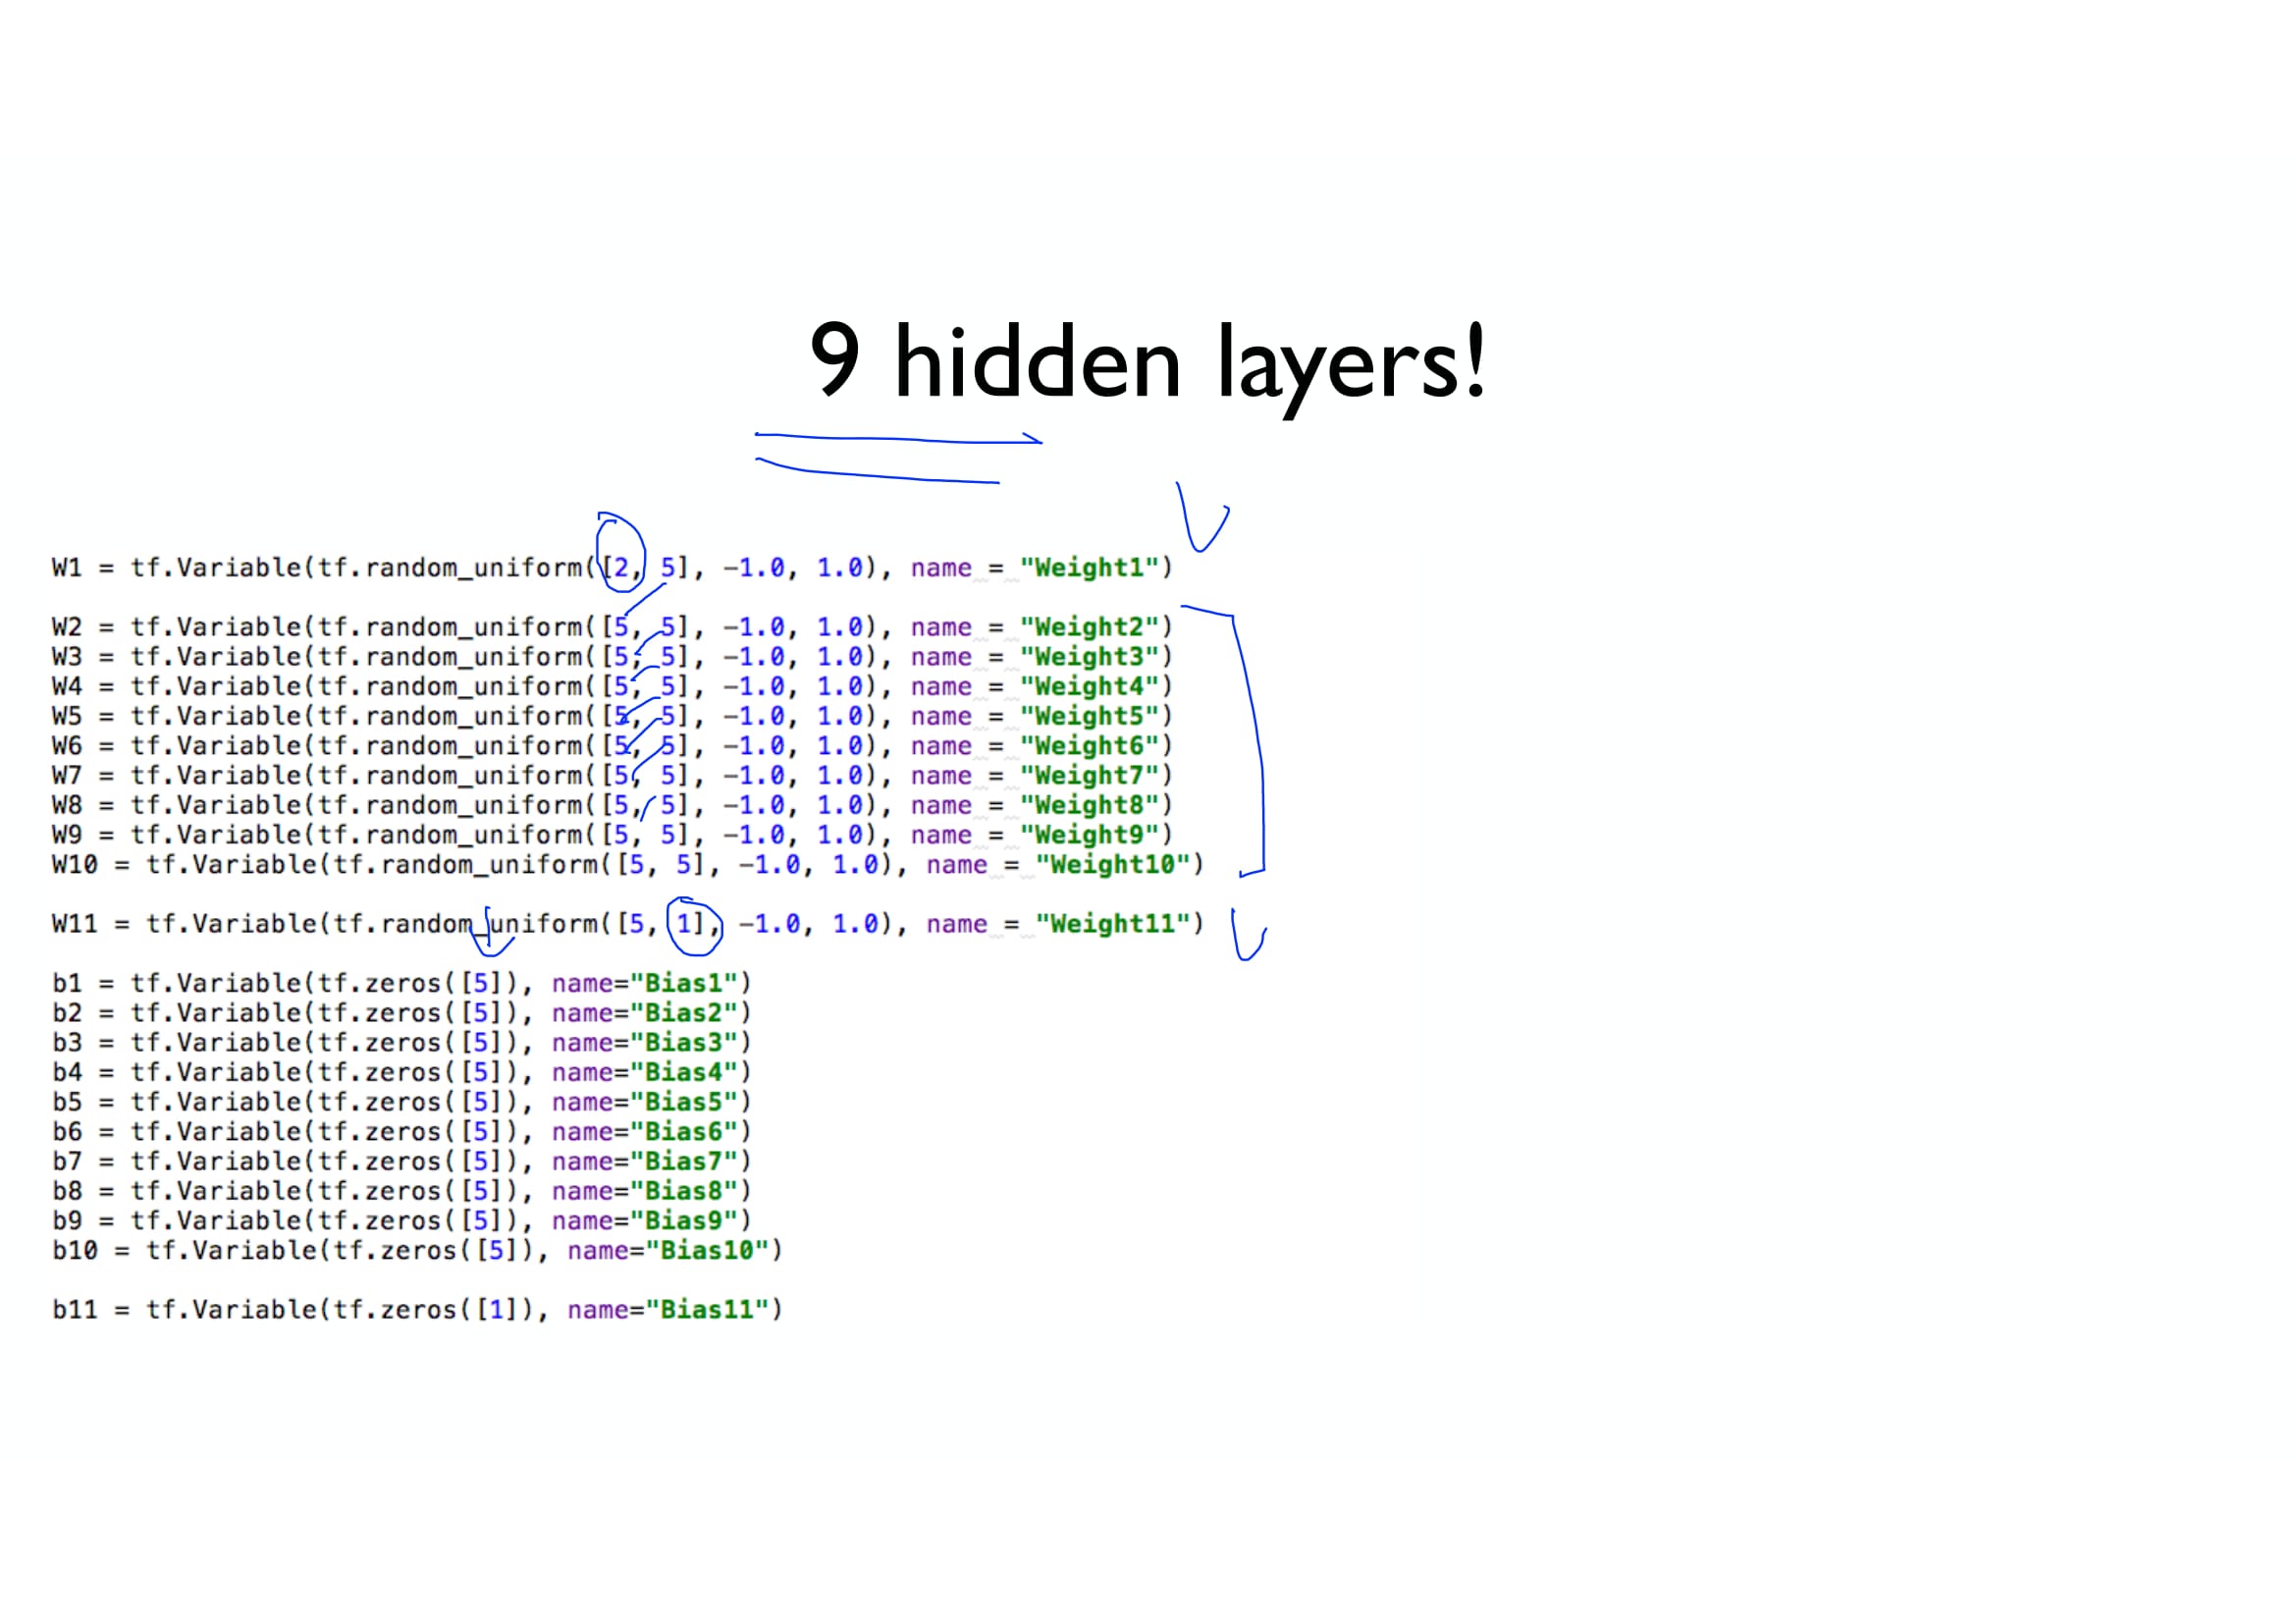 9 hidden layers!
W1 = tf.Variable(tf.random_uniform([2, 5], -1.0, 1.0), name = "Weight1")
W2 = tf.Variable(tf.random_uniform([5, 5], -1.0, 1.0), name = "Weight2")
W3 = tf.Variable(tf.random_uniform([5, 5], -1.0, 1.0), name = "Weight3")
W4 = tf.Variable(tf.random_uniform([5, 5], -1.0, 1.0), name = "Weight4")
W5 = tf.Variable(tf.random_uniform([5, 5], -1.0, 1.0), name = "Weight5")
W6 = tf.Variable(tf.random_uniform([5, 5], -1.0, 1.0), name = "Weight6")
W7 = tf.Variable(tf.random_uniform([5, 5], -1.0, 1.0), name = "Weight7")
W8 = tf.Variable(tf.random_uniform([5, 5], -1.0, 1.0), name = "Weight8")
W9 = tf.Variable(tf.random_uniform([5, 5], -1.0, 1.0), name = "Weight9")
W10 = tf.Variable(tf.random_uniform([5, 5], -1.0, 1.0), name = "Weight10")
W11 = tf.Variable(tf.random_uniform([5, 1], -1.0, 1.0), name = "Weight11")
b1 = tf.Variable(tf.zeros([5]), name="Bias1")
b2 = tf.Variable(tf.zeros([5]), name="Bias2")
b3 = tf.Variable(tf.zeros([5]), name="Bias3")
b4 = tf.Variable(tf.zeros([5]), name="Bias4")
b5 = tf.Variable(tf.zeros([5]), name="Bias5")
b6 = tf.Variable(tf.zeros([5]), name="Bias6")
b7 = tf.Variable(tf.zeros([5]), name="Bias7")
b8 = tf.Variable(tf.zeros([5]), name="Bias8")
b9 = tf.Variable(tf.zeros([5]), name="Bias9")
b10 = tf.Variable(tf.zeros([5]), name="Bias10")
b11 = tf.Variable(tf.zeros([1]), name="Bias11")